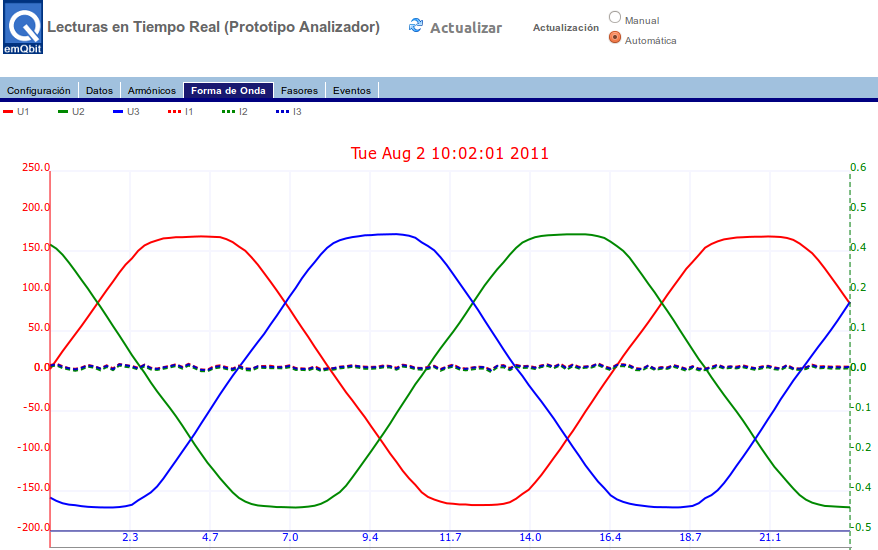 emQbit
Lecturas en Tiempo Real (Prototipo Analizador)
Actualizar
Actualización
Manual
Automática
Configuración Datos Armónicos Forma de Onda Fasores Eventos
U1 U2 U3 I1 I2 I3
Tue Aug 2 10:02:01 2011
250.0 0.6
200.0 0.5
150.0 0.4
100.0 0.2
50.0 0.1
0.0 0.0
-50.0 -0.1
-100.0 -0.2
-150.0 -0.4
-200.0 -0.5
2.3 4.7 7.0 9.4 11.7 14.0 16.4 18.7 21.1